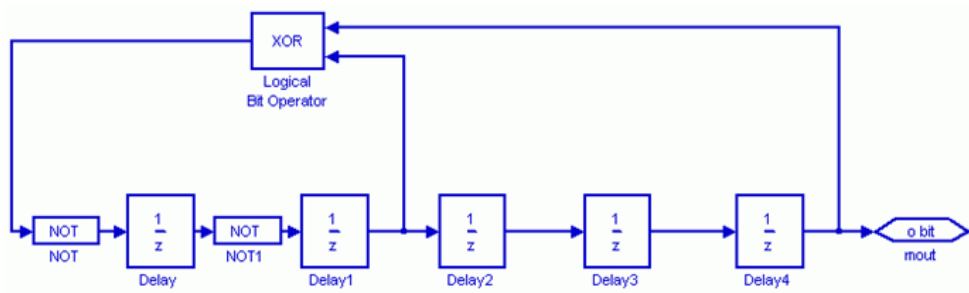 XOR
Logical
Bit Operator
NOT
1
z
NOT
1
z
1
z
1
z
1
z
o bit
NOT
Delay
NOT1
Delay1
Delay2
Delay3
Delay4
mout